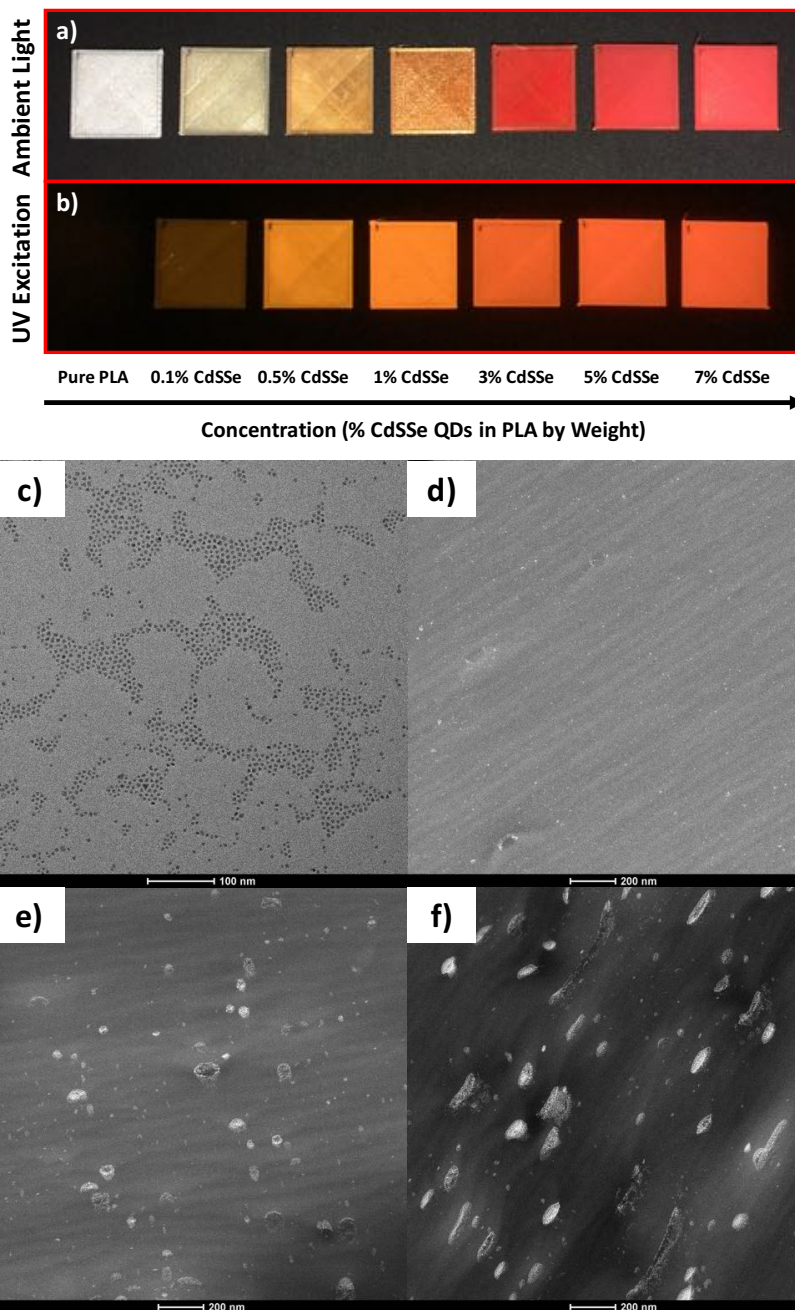 Ambient Light
a)
UV Excitation
b)
Pure PLA 0.1% CdSSe 0.5% CdSSe 1% CdSSe 3% CdSSe 5% CdSSe 7% CdSSe
Concentration (% CdSSe QDs in PLA by Weight)
c)
d)
100 nm
200 nm
e)
f)
200 nm
200 nm